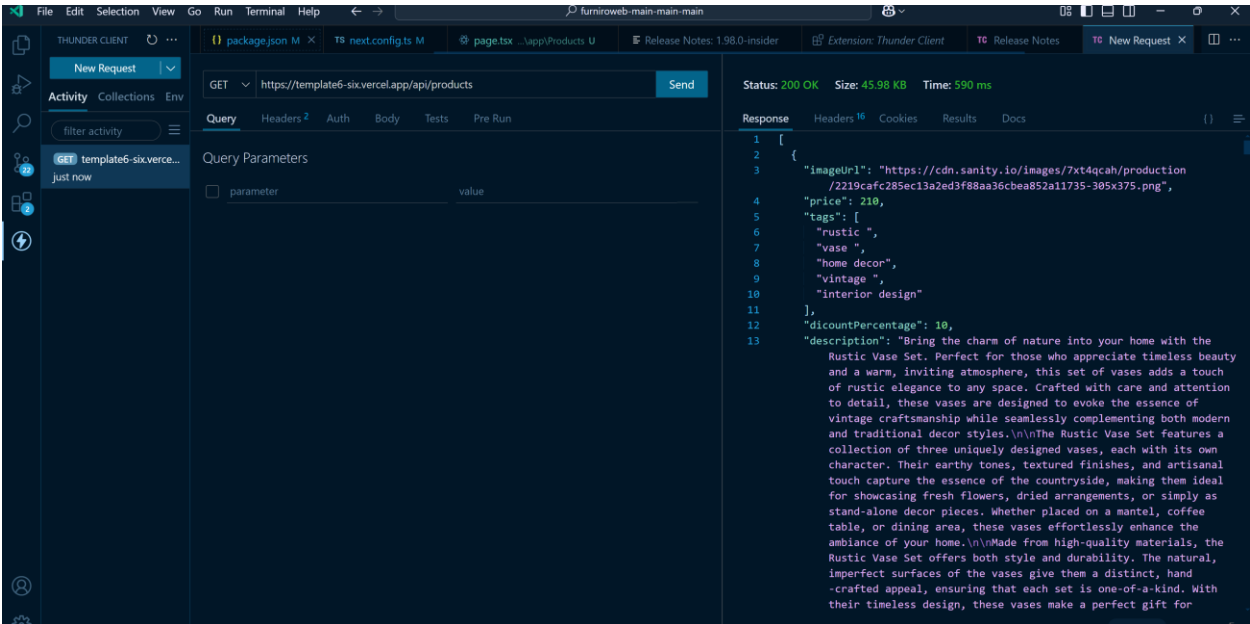 File Edit Selection View Go Run Terminal Help
furniroweb-main-main-main
THUNDER CLIENT
{} package.json M
TS next.config.ts M
page.tsx ...\app\Products U
Release Notes: 1.98.0-insider
Extension: Thunder Client
TC Release Notes
TC New Request
New Request
Activity Collections Env
filter activity
GET template6-six.verce...
just now
22
2
GET https://template6-six.vercel.app/api/products Send
Query Headers 2 Auth Body Tests Pre Run
Query Parameters
parameter value
Status: 200 OK Size: 45.98 KB Time: 590 ms
Response Headers 16 Cookies Results Docs {}
1 [
2 {
3 "imageUrl": "https://cdn.sanity.io/images/7xt4qcah/production
/2219cafc285ec13a2ed3f88aa36cbea852a11735-305x375.png",
4 "price": 210,
5 "tags": [
6 "rustic ",
7 "vase ",
8 "home decor",
9 "vintage ",
10 "interior design"
11 ],
12 "dicountPercentage": 10,
13 "description": "Bring the charm of nature into your home with the
Rustic Vase Set. Perfect for those who appreciate timeless beauty
and a warm, inviting atmosphere, this set of vases adds a touch
of rustic elegance to any space. Crafted with care and attention
to detail, these vases are designed to evoke the essence of
vintage craftsmanship while seamlessly complementing both modern
and traditional decor styles.\n\nThe Rustic Vase Set features a
collection of three uniquely designed vases, each with its own
character. Their earthy tones, textured finishes, and artisanal
touch capture the essence of the countryside, making them ideal
for showcasing fresh flowers, dried arrangements, or simply as
stand-alone decor pieces. Whether placed on a mantel, coffee
table, or dining area, these vases effortlessly enhance the
ambiance of your home.\n\nMade from high-quality materials, the
Rustic Vase Set offers both style and durability. The natural,
imperfect surfaces of the vases give them a distinct, hand
-crafted appeal, ensuring that each set is one-of-a-kind. With
their timeless design, these vases make a perfect gift for